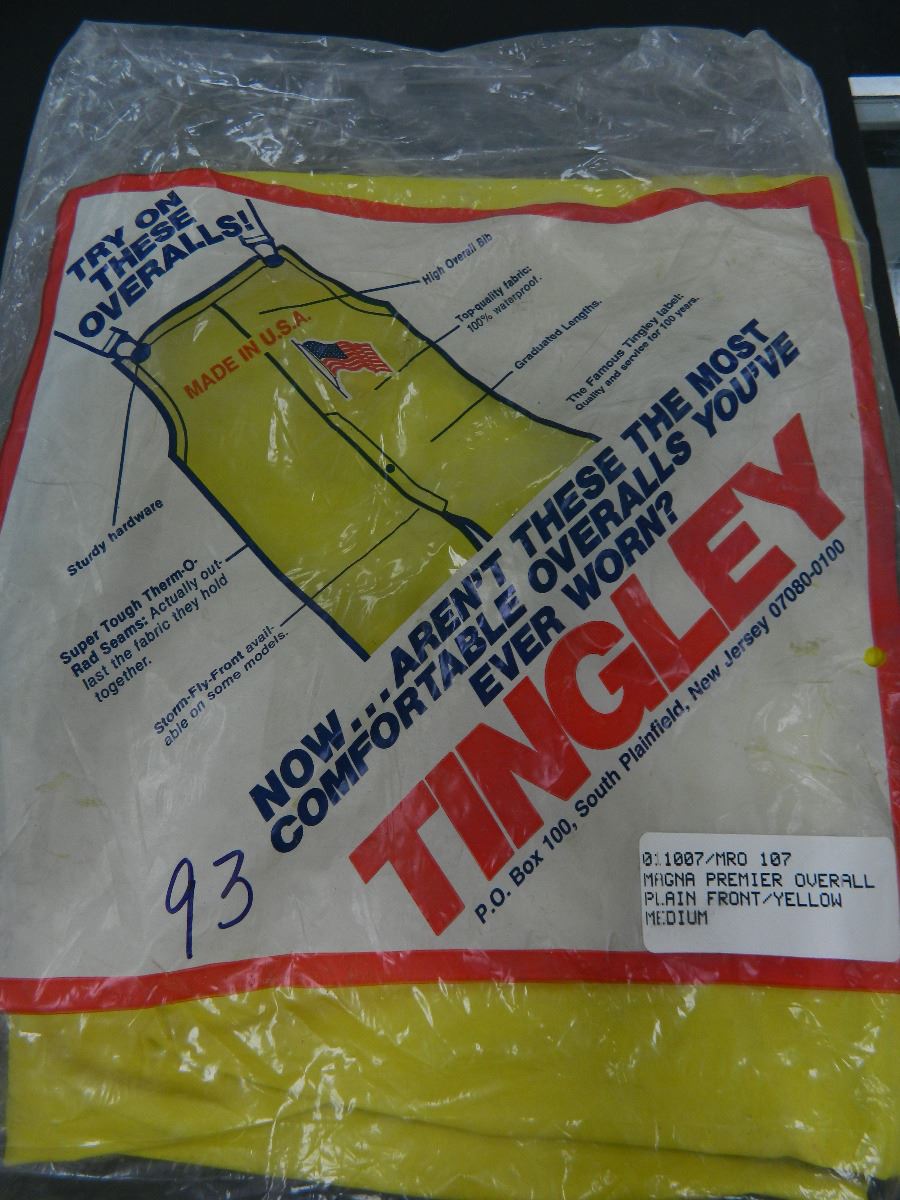 TRY ON
THESE
OVERALLS!
High Overall Bib
Top-quality fabric:
100% waterproof.
Graduated Lengths.
The Famous Tingley label:
Quality and service for 100 years.
MADE IN U.S.A.
Sturdy hardware
Super Tough Therm-O-
Rad Seams: Actually out-
last the fabric they hold
together.
Storm-Fly-Front avail-
able on some models.
NOW...AREN'T THESE THE MOST
COMFORTABLE OVERALLS YOU'VE
EVER WORN?
TINGLEY
P.O. Box 100, South Plainfield, New Jersey 07080-0100
93
011007/MRO 107
MAGNA PREMIER OVERALL
PLAIN FRONT/YELLOW
MEDIUM